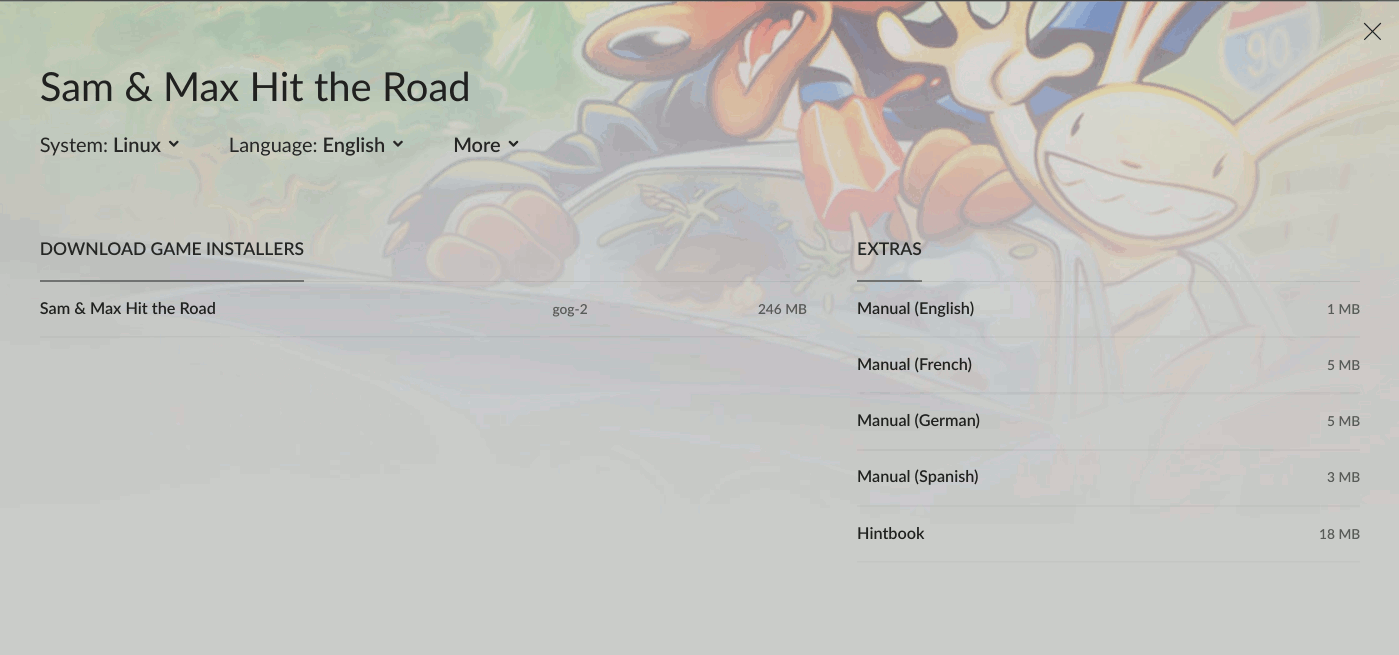 Sam & Max Hit the Road
System: Linux Language: English More
DOWNLOAD GAME INSTALLERS
Sam & Max Hit the Road gog-2 246 MB
EXTRAS
Manual (English) 1 MB
Manual (French) 5 MB
Manual (German) 5 MB
Manual (Spanish) 3 MB
Hintbook 18 MB
90